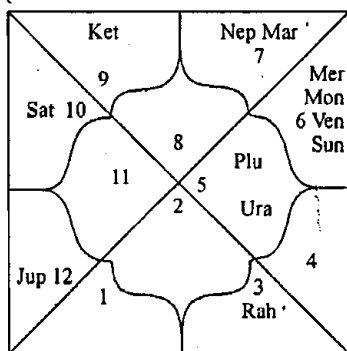 Ket
Nep Mar
7
9
Mer
Mon
6 Ven
Sun
Sat 10
8
11
5
Plu
2
Ura
Jup 12
4
1
3
Rah